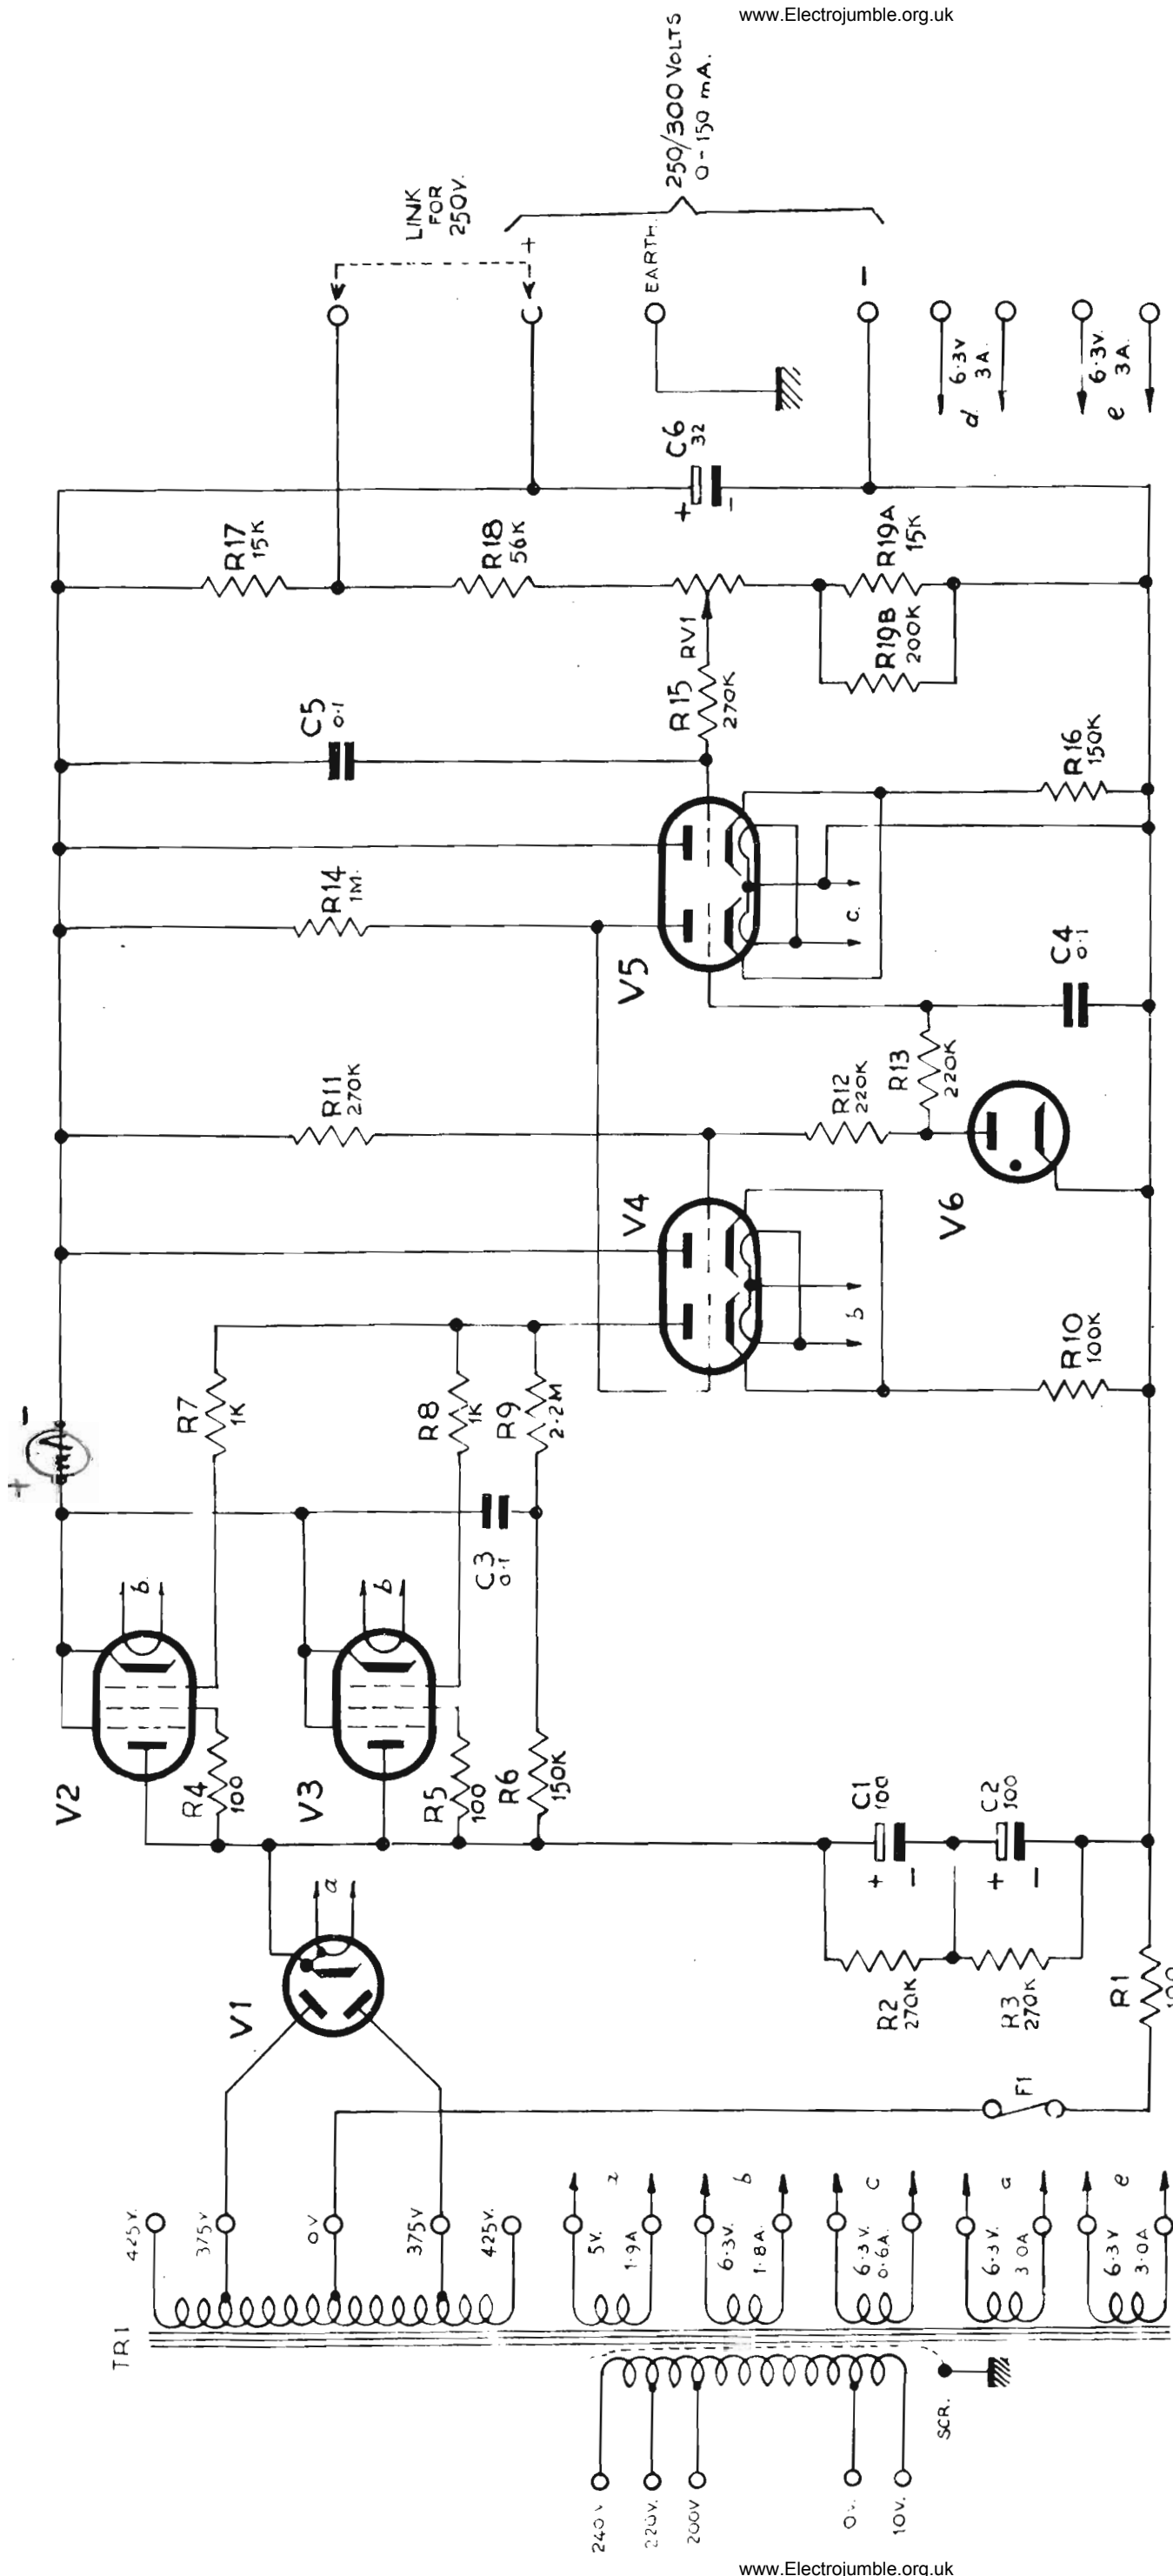 www.Electrojumble.org.uk
TR1
240V
220V.
200V
0V.
10V.
SCR.
425V.
375V
0V
375V
425V.
5V.
1.9A
6.3V.
1.8A.
b
6.3V.
0.6A.
c
6.3V.
3.0A
a
6.3V
3.0A
e
F1
V1
a
R1
R2
270K
R3
270K
C1
100
+
-
C2
100
+
-
V2
b.
R4
100
V3
b
R5
100
R6
150K
C3
0.1
+
mA
-
R7
1K
R8
1K
R9
2.2M
V4
b
R10
100K
R11
270K
R12
220K
R13
220K
V6
C4
0.1
V5
c.
R14
1M.
C5
0.1
R15
270K
RV1
R16
150K
R17
15K
R18
56K
R19A
15K
R19B
200K
C6
32
+
-
LINK
FOR
250V.
+
EARTH.
-
250/300 VOLTS
0-150 mA.
d
6.3V.
3A.
e
6.3V.
3A.
www.Electrojumble.org.uk